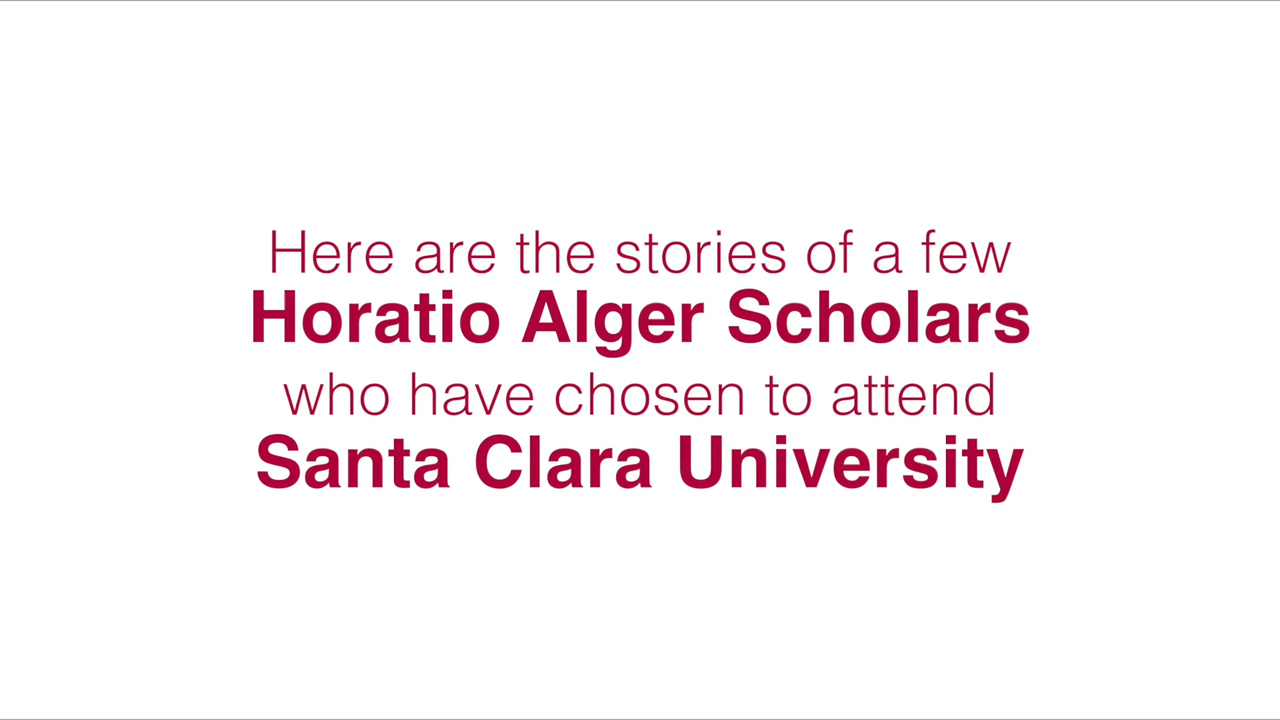 Here are the stories of a few
Horatio Alger Scholars
who have chosen to attend
Santa Clara University